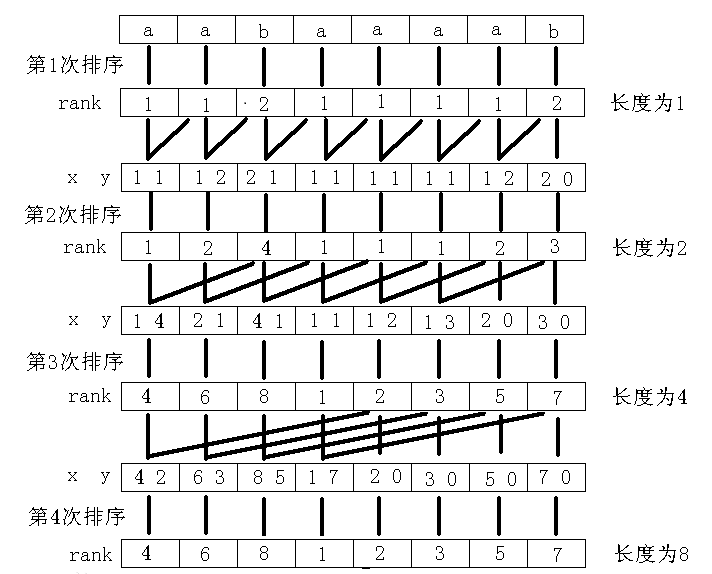 a a b a a a a b
第1次排序
rank 1 1 2 1 1 1 1 2 长度为1
x y 1 1 1 2 2 1 1 1 1 1 1 1 1 2 2 0
第2次排序
rank 1 2 4 1 1 1 2 3 长度为2
x y 1 4 2 1 4 1 1 1 1 2 1 3 2 0 3 0
第3次排序
rank 4 6 8 1 2 3 5 7 长度为4
x y 4 2 6 3 8 5 1 7 2 0 3 0 5 0 7 0
第4次排序
rank 4 6 8 1 2 3 5 7 长度为8